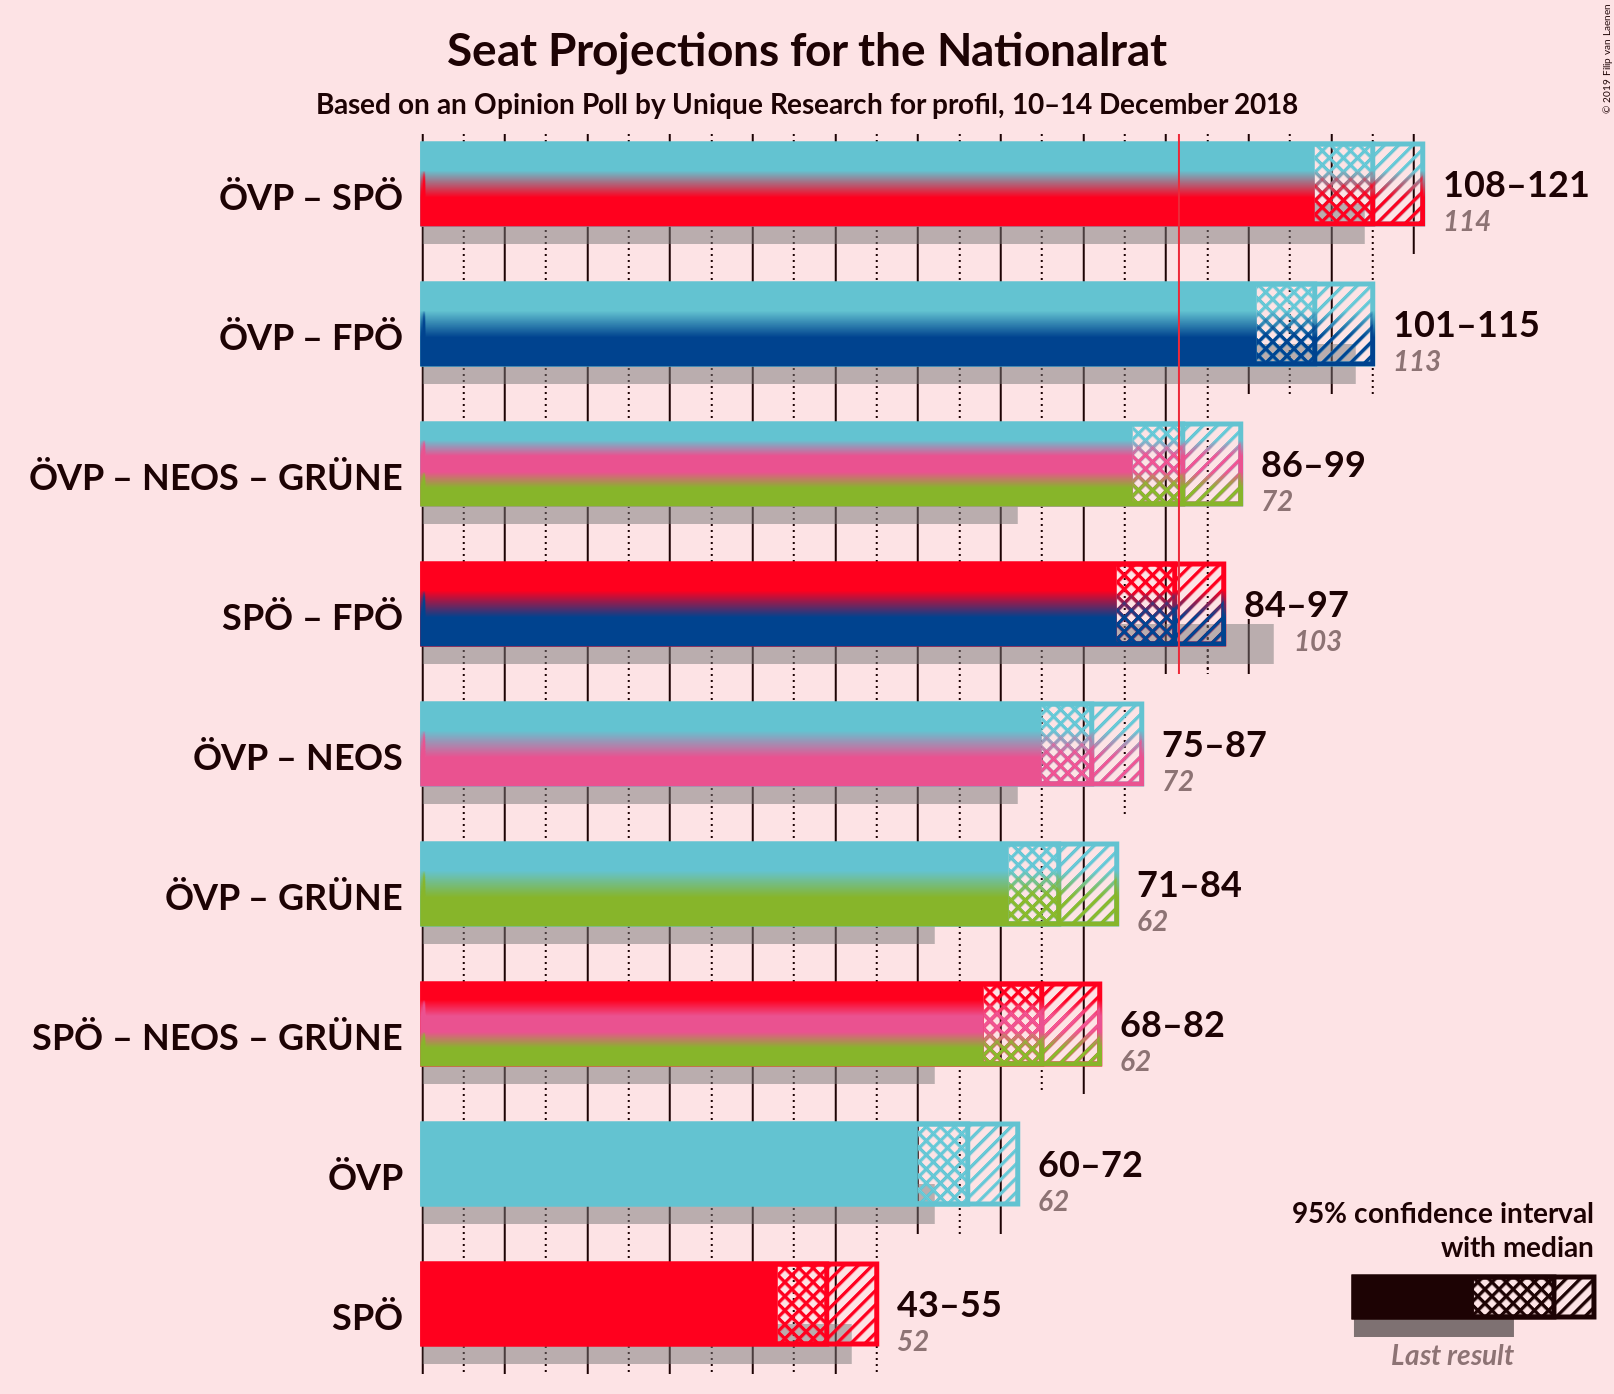 Seat Projections for the Nationalrat
Based on an Opinion Poll by Unique Research for profil, 10–14 December 2018
© 2019 Filip van Laenen
ÖVP – SPÖ
108–121
114
ÖVP – FPÖ
101–115
113
ÖVP – NEOS – GRÜNE
86–99
72
SPÖ – FPÖ
84–97
103
ÖVP – NEOS
75–87
72
ÖVP – GRÜNE
71–84
62
SPÖ – NEOS – GRÜNE
68–82
62
ÖVP
60–72
62
SPÖ
43–55
52
95% confidence interval
with median
Last result